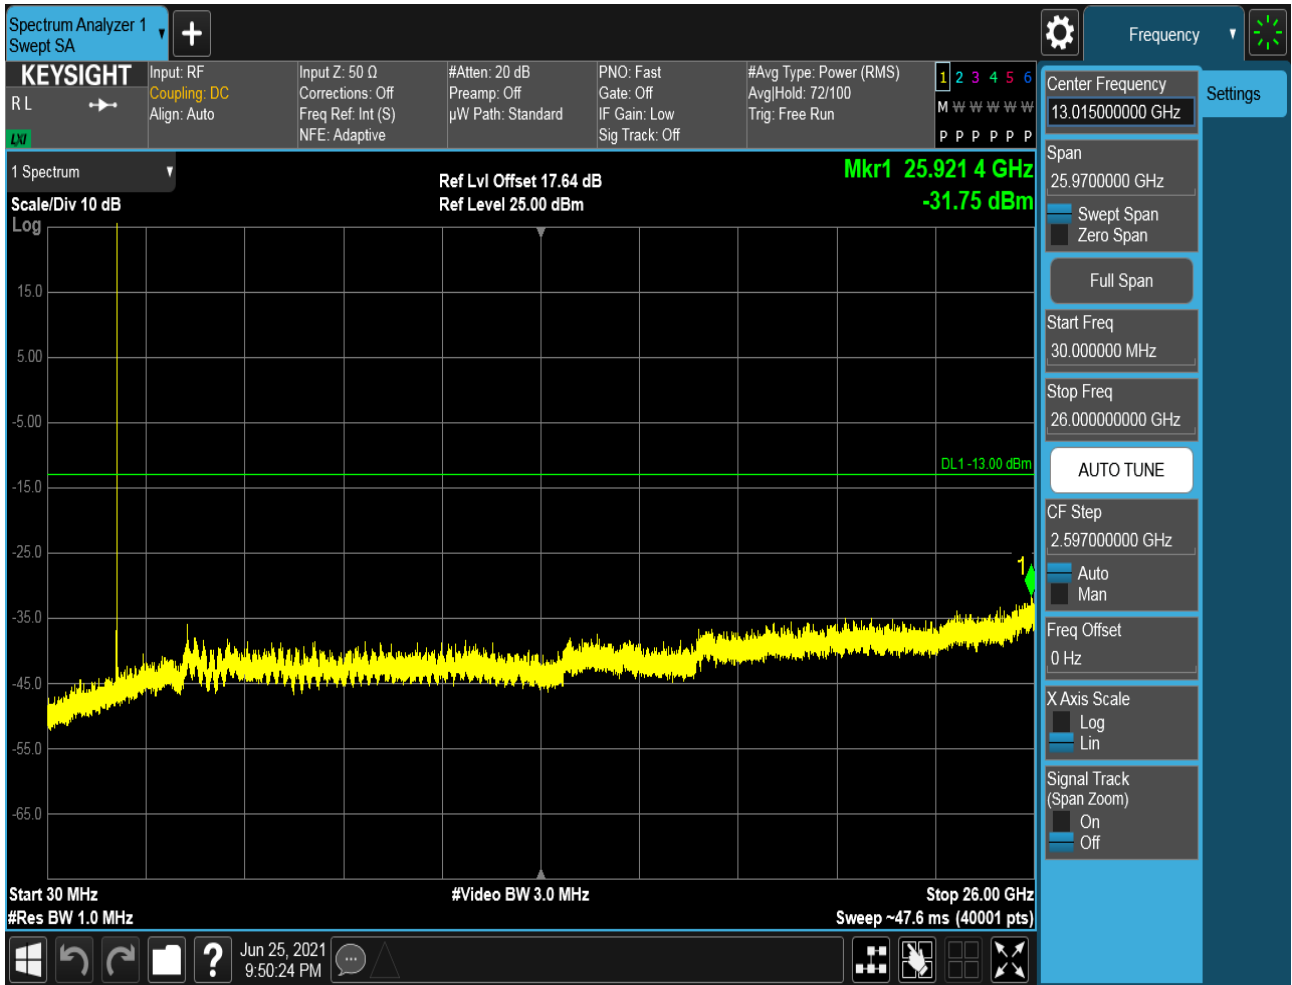 Spectrum Analyzer 1
Swept SA
Frequency
KEYSIGHT
R L
LXI
Input: RF
Coupling: DC
Align: Auto
Input Z: 50 Ω
Corrections: Off
Freq Ref: Int (S)
NFE: Adaptive
#Atten: 20 dB
Preamp: Off
µW Path: Standard
PNO: Fast
Gate: Off
IF Gain: Low
Sig Track: Off
#Avg Type: Power (RMS)
Avg|Hold: 72/100
Trig: Free Run
1 2 3 4 5 6
M W W W W W
P P P P P P
1 Spectrum
Scale/Div 10 dB
Log
Ref Lvl Offset 17.64 dB
Ref Level 25.00 dBm
Mkr1 25.921 4 GHz
-31.75 dBm
15.0
5.00
-5.00
-15.0
-25.0
-35.0
-45.0
-55.0
-65.0
DL1 -13.00 dBm
1
Start 30 MHz
#Res BW 1.0 MHz
#Video BW 3.0 MHz
Stop 26.00 GHz
Sweep ~47.6 ms (40001 pts)
Jun 25, 2021
9:50:24 PM
Center Frequency
13.015000000 GHz
Settings
Span
25.9700000 GHz
Swept Span
Zero Span
Full Span
Start Freq
30.000000 MHz
Stop Freq
26.000000000 GHz
AUTO TUNE
CF Step
2.597000000 GHz
Auto
Man
Freq Offset
0 Hz
X Axis Scale
Log
Lin
Signal Track
(Span Zoom)
On
Off